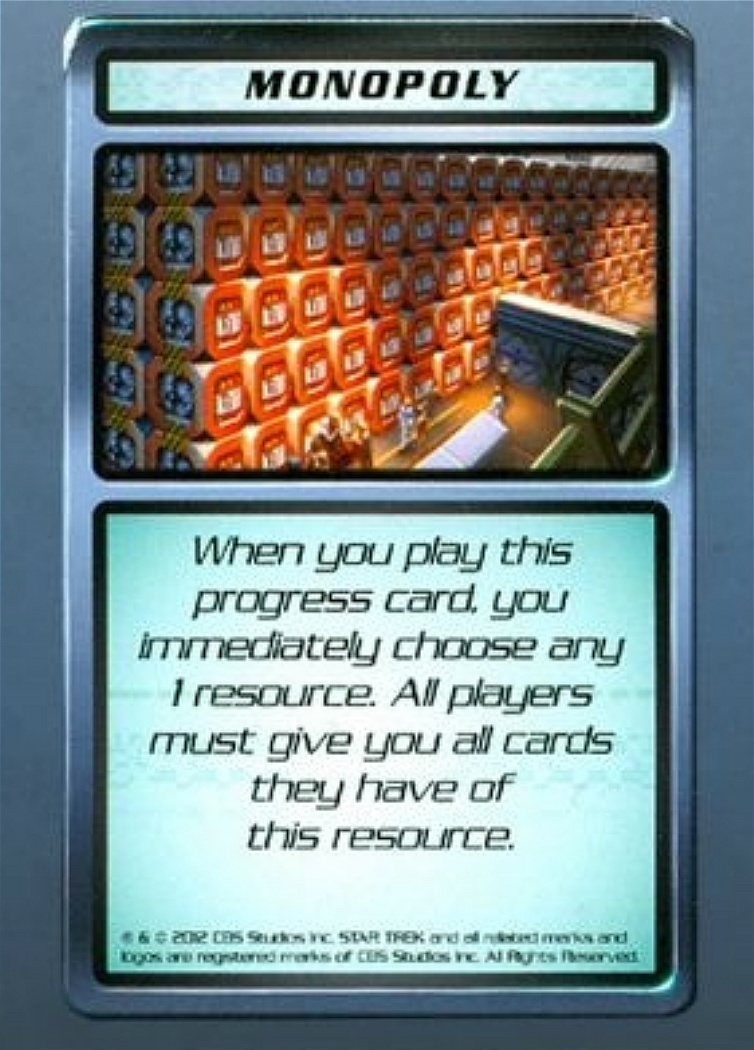 MONOPOLY
When you play this
progress card, you
immediately choose any
1 resource. All players
must give you all cards
they have of
this resource.
® & © 2012 CBS Studios Inc. STAR TREK and all related marks and
logos are registered marks of CBS Studios Inc. All Rights Reserved.